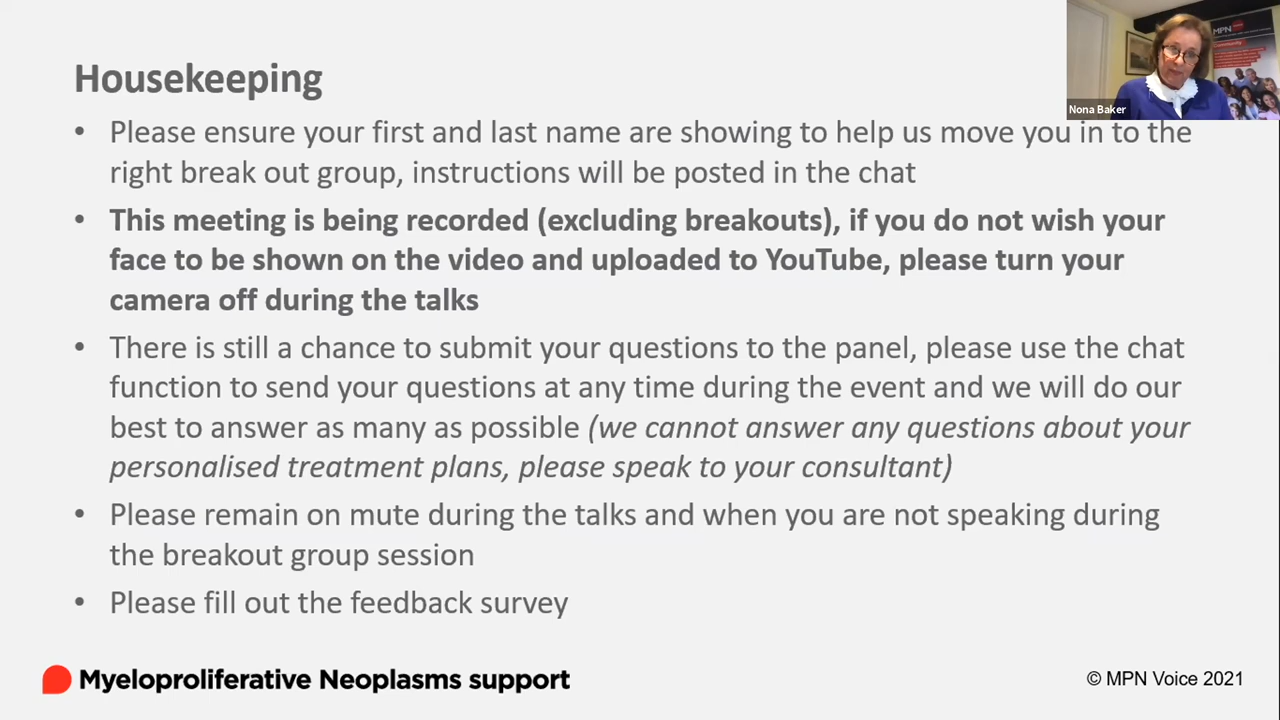 Housekeeping
MPN
Nona Baker
• Please ensure your first and last name are showing to help us move you in to the
right break out group, instructions will be posted in the chat
• This meeting is being recorded (excluding breakouts), if you do not wish your
face to be shown on the video and uploaded to YouTube, please turn your
camera off during the talks
• There is still a chance to submit your questions to the panel, please use the chat
function to send your questions at any time during the event and we will do our
best to answer as many as possible (we cannot answer any questions about your
personalised treatment plans, please speak to your consultant)
• Please remain on mute during the talks and when you are not speaking during
the breakout group session
• Please fill out the feedback survey
Myeloproliferative Neoplasms support
© MPN Voice 2021